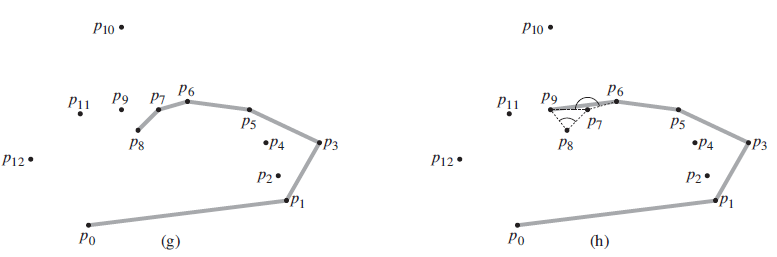 p10
p11 p9 p7 p6
p5
p8 p4 p3
p12
p2
p1
p0
(g)
p10
p11 p9 p6
p7 p5
p8 p4 p3
p12
p2
p1
p0
(h)